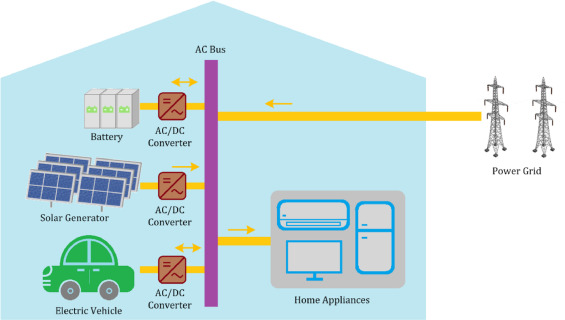 AC Bus
Battery
AC/DC
Converter
Power Grid
Solar Generator
AC/DC
Converter
Electric Vehicle
AC/DC
Converter
Home Appliances